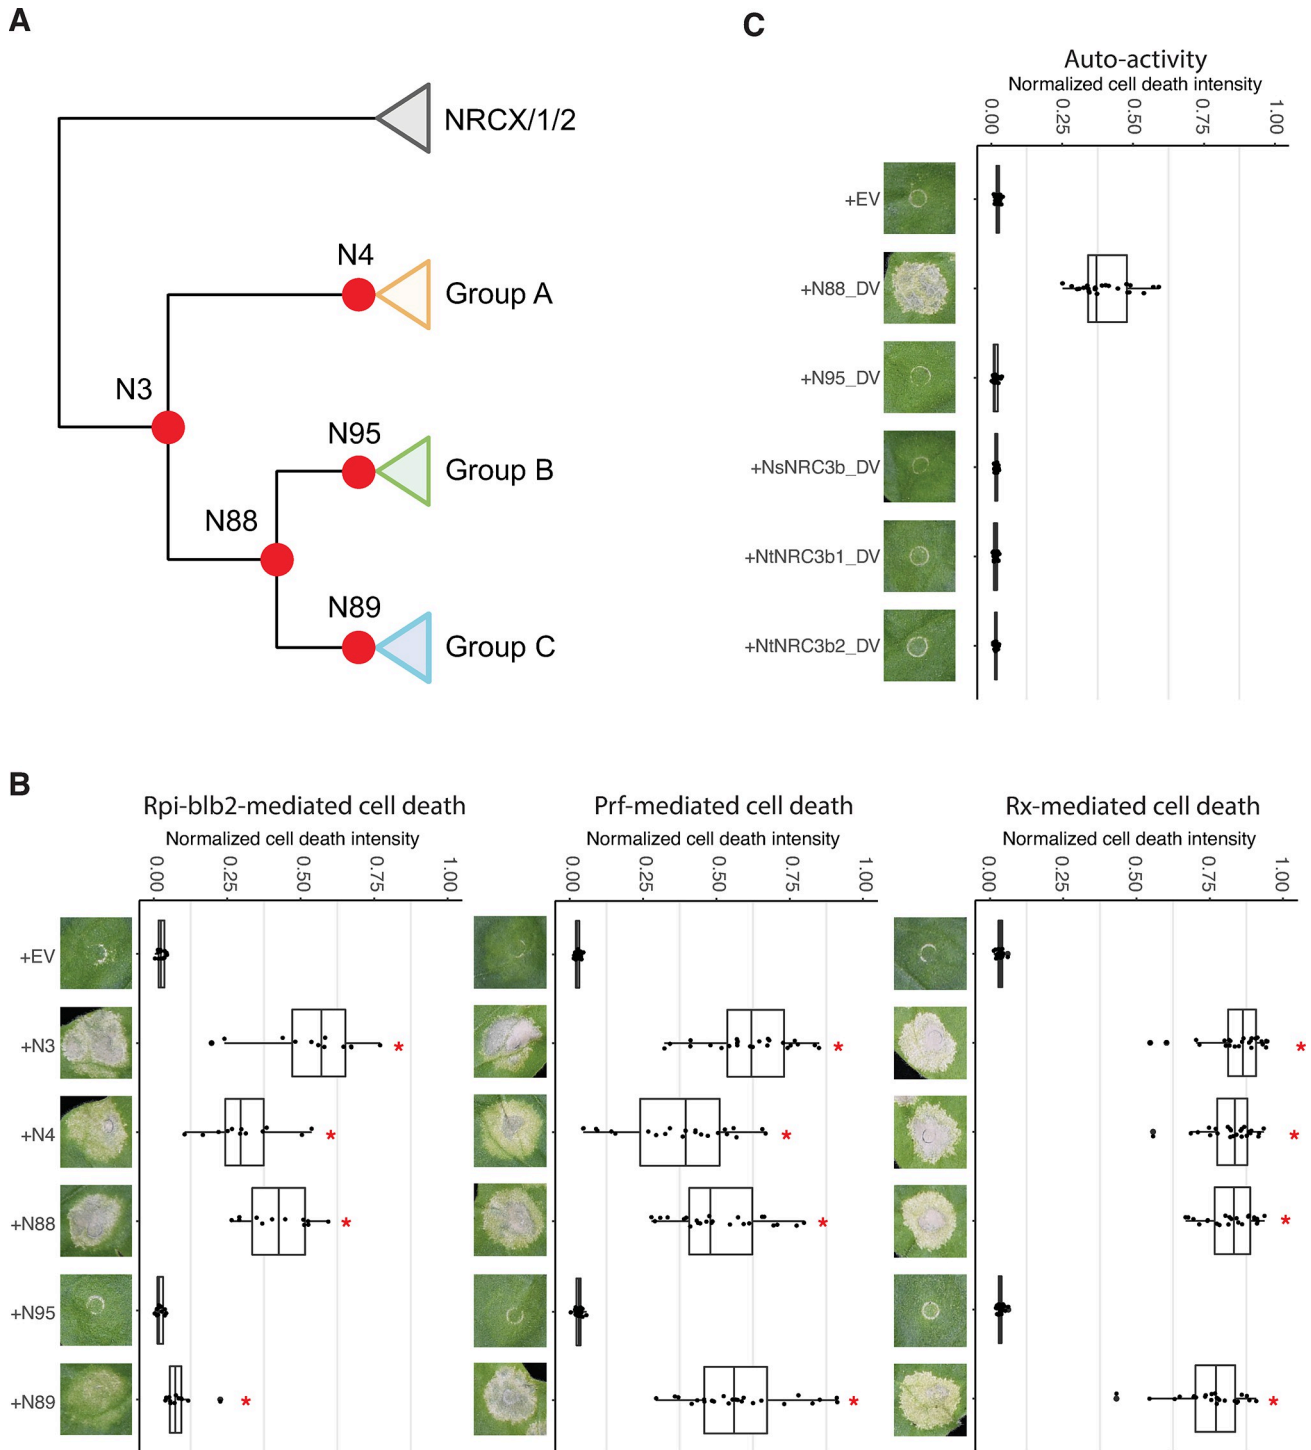 A
NRCX/1/2
N4
Group A
N3
N95
Group B
N88
N89
Group C
C
Auto-activity
Normalized cell death intensity
0.00 0.25 0.50 0.75 1.00
+EV
+N88_DV
+N95_DV
+NsNRC3b_DV
+NtNRC3b1_DV
+NtNRC3b2_DV
B
Rpi-blb2-mediated cell death
Normalized cell death intensity
0.00 0.25 0.50 0.75 1.00
Prf-mediated cell death
Normalized cell death intensity
0.00 0.25 0.50 0.75 1.00
Rx-mediated cell death
Normalized cell death intensity
0.00 0.25 0.50 0.75 1.00
+EV
+N3
* * *
+N4
* * *
+N88
* * *
+N95
+N89
* * *